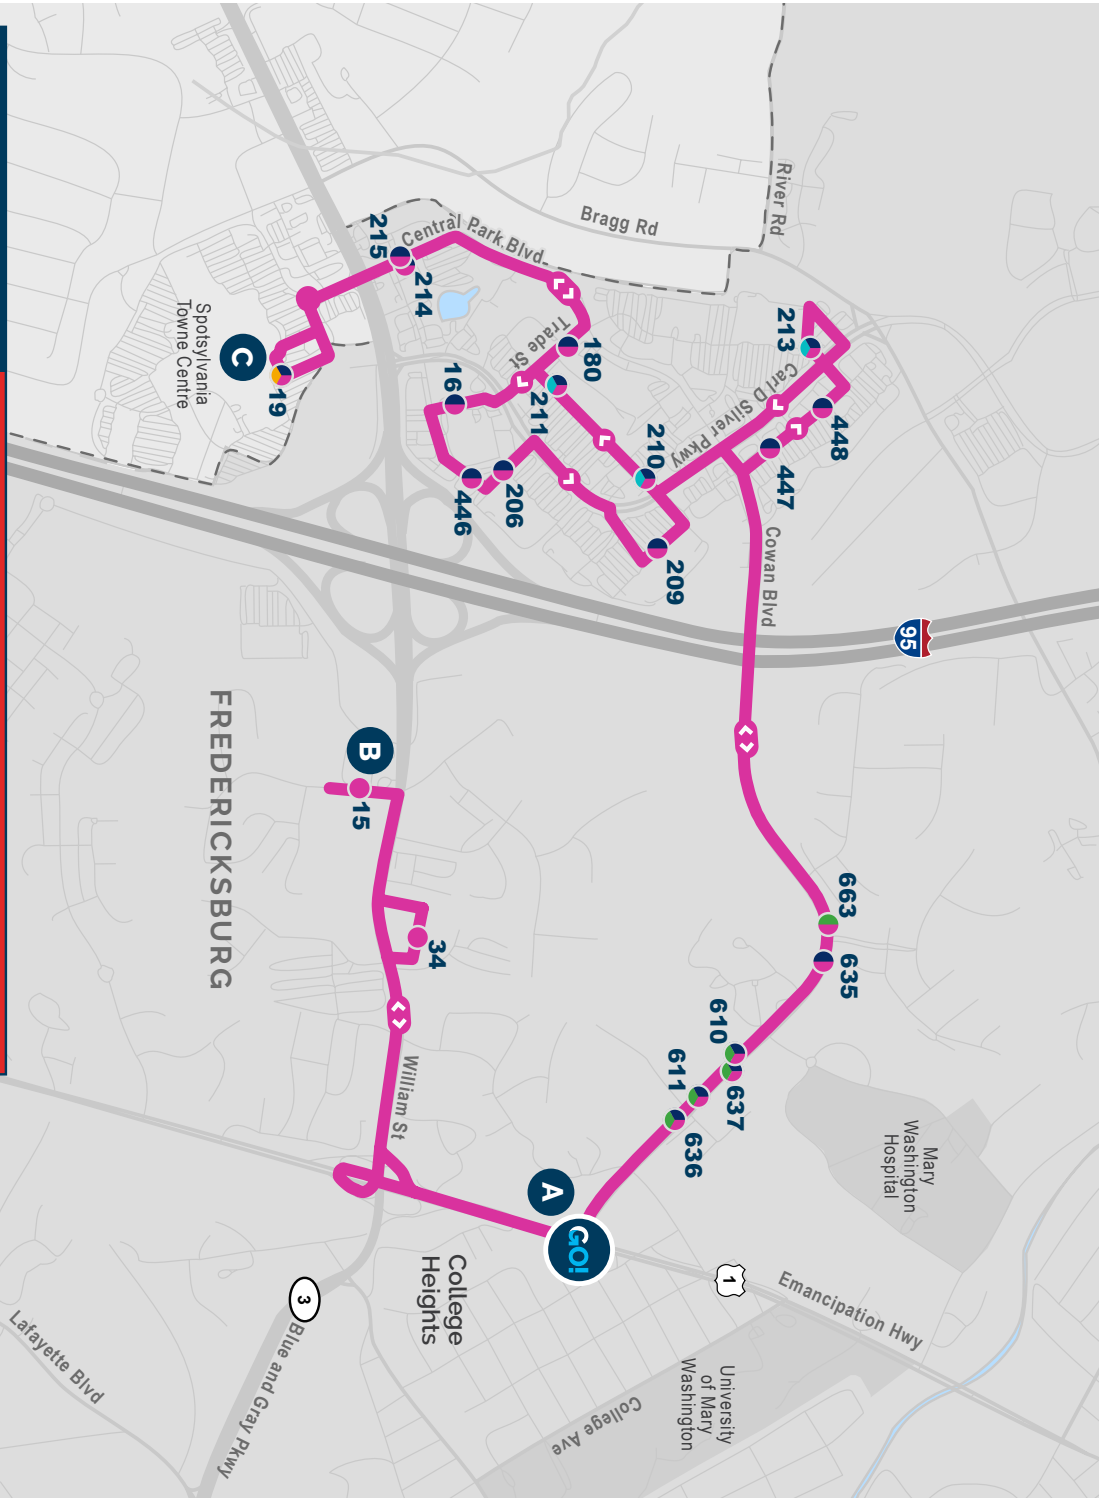 River Rd
Bragg Rd
Central Park Blvd
215
214
213
Carl D Silver Pkwy
448
447
Trade St
180
211
210
16
446
206
209
C
19
Spotsylvania
Towne Centre
Cowan Blvd
95
FREDERICKSBURG
B
15
34
William St
663
635
610
637
611
636
Mary
Washington
Hospital
A
GO!
1
Emancipation Hwy
College
Heights
3
Blue and Gray Pkwy
Lafayette Blvd
College Ave
University
of Mary
Washington